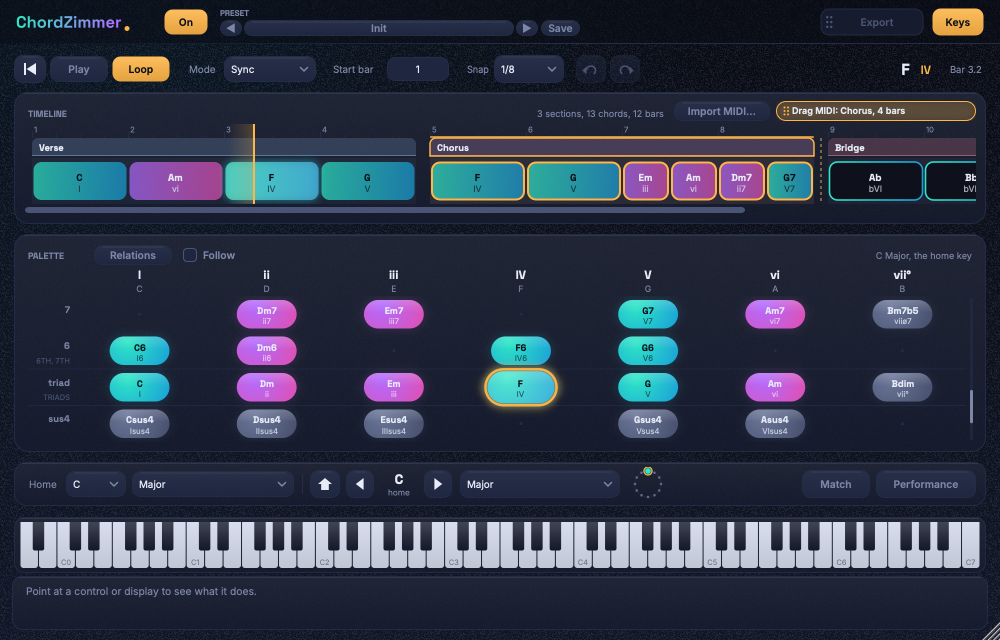 ChordZimmer.
On
PRESET
Init
Save
Export
Keys
Play
Loop
Mode
Sync
Start bar
1
Snap
1/8
F IV Bar 3.2
TIMELINE
3 sections, 13 chords, 12 bars
Import MIDI...
Drag MIDI: Chorus, 4 bars
1 2 3 4 5 6 7 8 9 10
Verse Chorus Bridge
C Am F G F G Em Am Dm7 G7 Ab Bb
I vi IV V IV V iii vi ii7 V7 bVI bVI
PALETTE
Relations
Follow
C Major, the home key
I ii iii IV V vi vii°
C D E F G A B
7 Dm7 Em7 G7 Am7 Bm7b5
ii7 iii7 V7 vi7 viiø7
6 C6 Dm6 F6 G6
6TH, 7TH I6 ii6 IV6 V6
triad C Dm Em F G Am Bdim
TRIADS I ii iii IV V vi vii°
sus4 Csus4 Dsus4 Esus4 Gsus4 Asus4
Isus4 IIsus4 IIIsus4 Vsus4 VIsus4
Home
C
Major
C
home
Major
Match
Performance
C0 C1 C2 C3 C4 C5 C6 C7
Point at a control or display to see what it does.